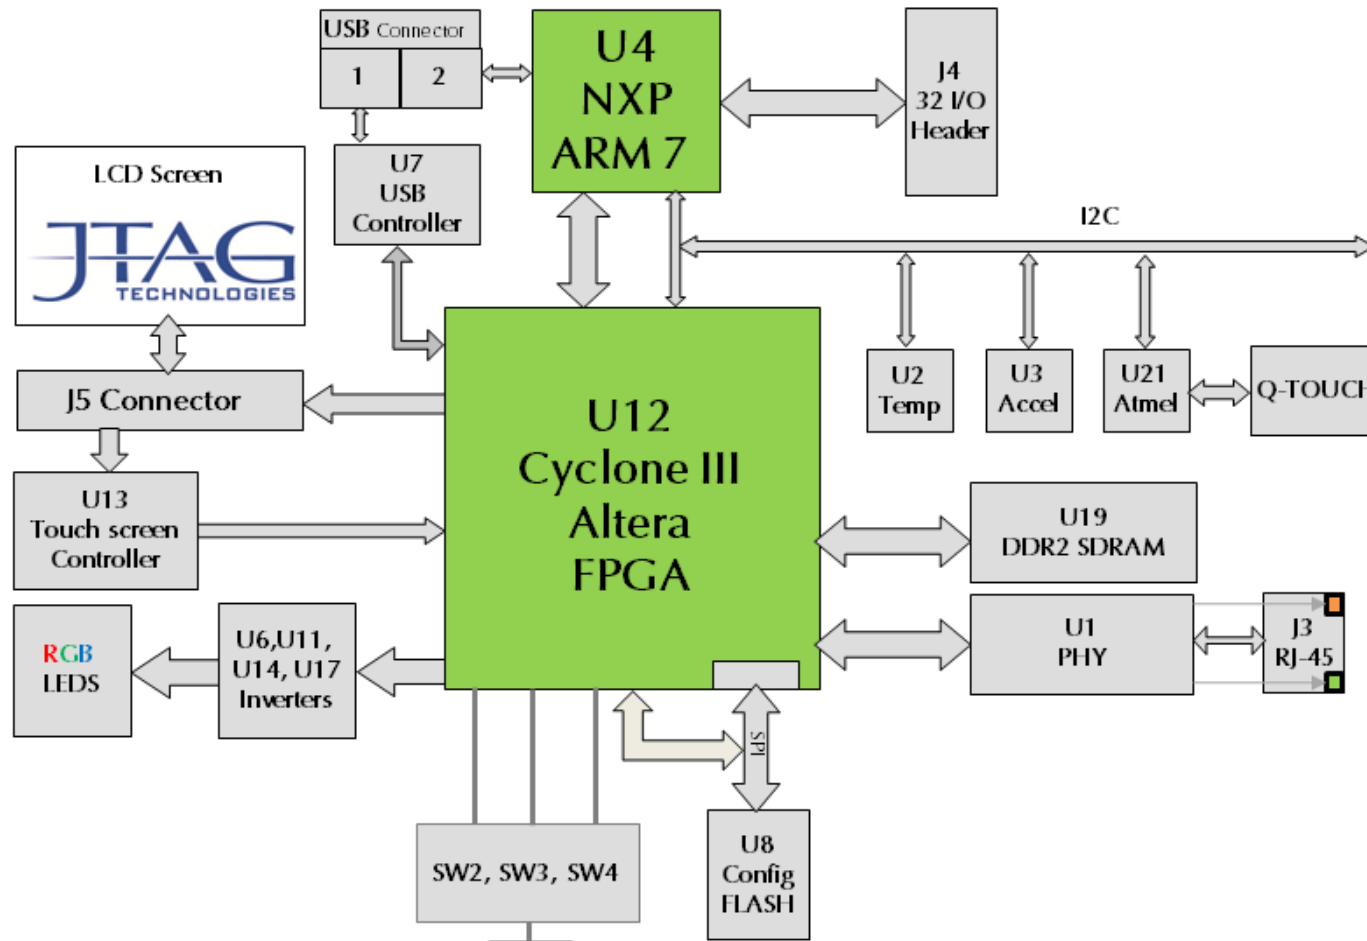 USB Connector
1
2
U4
NXP
ARM 7
J4
32 I/O
Header
U7
USB
Controller
LCD Screen
JTAG
TECHNOLOGIES
I2C
J5 Connector
U2
Temp
U3
Accel
U21
Atmel
Q-TOUCH
U12
Cyclone III
Altera
FPGA
U13
Touch screen
Controller
U19
DDR2 SDRAM
RGB
LEDS
U6,U11,
U14, U17
Inverters
U1
PHY
J3
RJ-45
SPI
SW2, SW3, SW4
U8
Config
FLASH